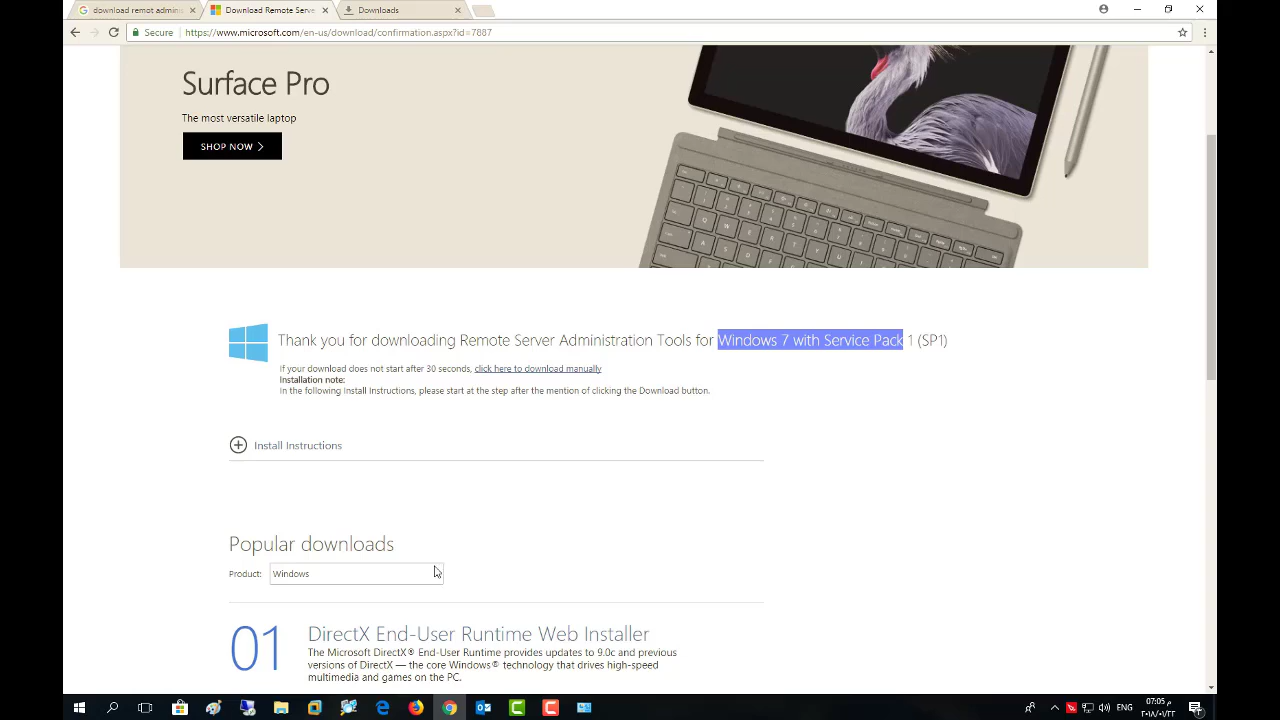 download remot adminis
Download Remote Serve
Downloads
Secure
https://www.microsoft.com/en-us/download/confirmation.aspx?id=7887
Surface Pro
The most versatile laptop
SHOP NOW
Thank you for downloading Remote Server Administration Tools for Windows 7 with Service Pack 1 (SP1)
If your download does not start after 30 seconds, click here to download manually
Installation note:
In the following Install Instructions, please start at the step after the mention of clicking the Download button.
Install Instructions
Popular downloads
Product:
Windows
01
DirectX End-User Runtime Web Installer
The Microsoft DirectX® End-User Runtime provides updates to 9.0c and previous
versions of DirectX — the core Windows® technology that drives high-speed
multimedia and games on the PC.
ENG
07:05 م